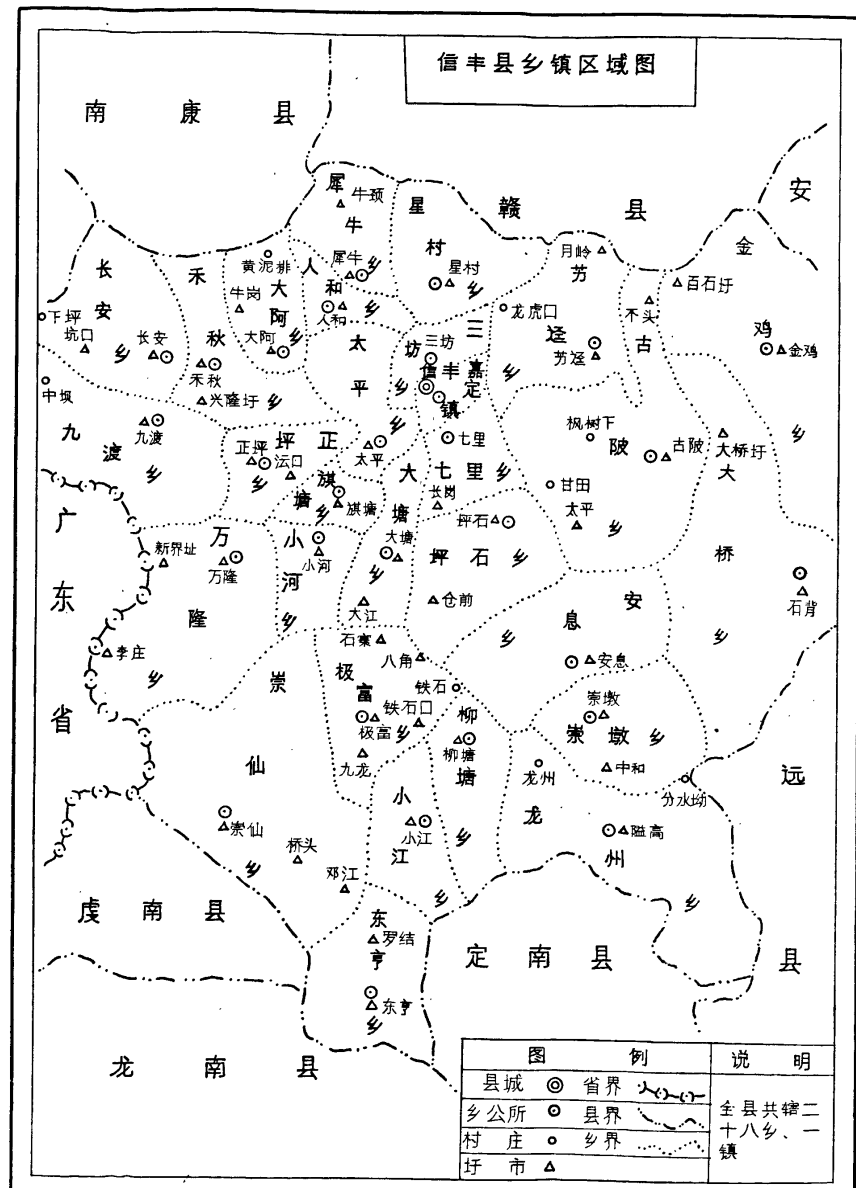 信丰县乡镇区域图
南康县
赣县
安远县
金鸡乡
犀牛乡
牛颈
犀牛
星村乡
星村
月岭
芳迳乡
百石圩
长安乡
禾秋乡
黄泥排
大阿乡
牛岗
人和乡
人和
龙虎口
芳迳
不头
古陂乡
金鸡
下坪
坑口
长安
禾秋
大阿
太平乡
三坊乡
三坊
信丰
嘉定镇
中坝
兴隆圩
九渡乡
九渡
正坪乡
正坪
沄口
太平
七里乡
七里
枫树下
古陂
大桥圩
大桥乡
广东省
祺塘乡
祺塘
大塘乡
大塘
长岗
甘田
太平
坪石乡
坪石
万隆乡
新界址
万隆
小河乡
小河
仓前
石背
李庄
大江
石寨
八角
安息乡
安息
崇仙乡
极富乡
铁石
铁石口
极富
九龙
柳塘乡
柳塘
崇墩乡
崇墩
中和
龙州
分水坳
龙州乡
隘高
崇仙
桥头
邓江
小江乡
小江
虔南县
东亨乡
罗结
东亨
定南县
龙南县
图例
说明
县城 省界
乡公所 县界
村庄 乡界
圩市
全县共辖二
十八乡、一
镇